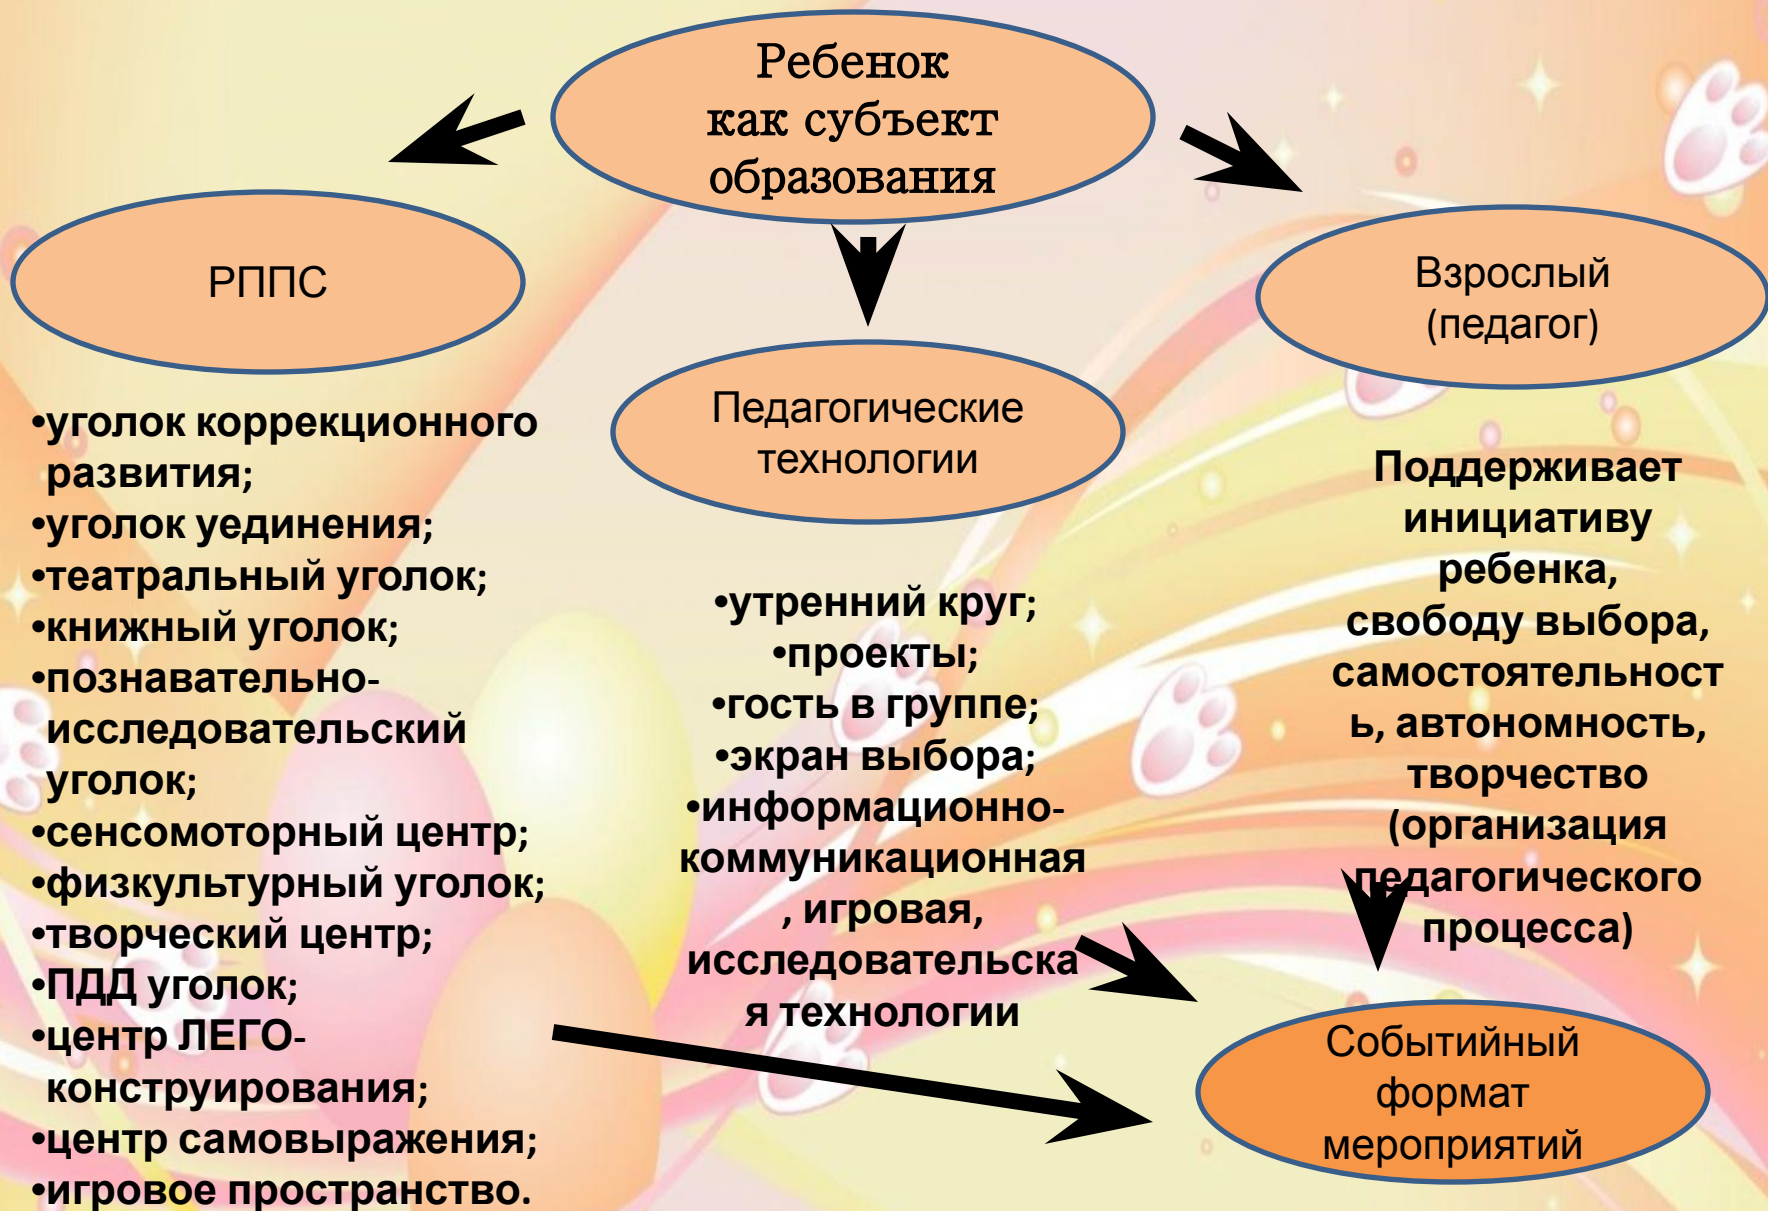 Ребенок
как субъект
образования
РППС
•уголок коррекционного
развития;
•уголок уединения;
•театральный уголок;
•книжный уголок;
•познавательно-
исследовательский
уголок;
•сенсомоторный центр;
•физкультурный уголок;
•творческий центр;
•ПДД уголок;
•центр ЛЕГО-
конструирования;
•центр самовыражения;
•игровое пространство.
Педагогические
технологии
•утренний круг;
•проекты;
•гость в группе;
•экран выбора;
•информационно-
коммуникационная
, игровая,
исследовательска
я технологии
Взрослый
(педагог)
Поддерживает
инициативу
ребенка,
свободу выбора,
самостоятельност
ь, автономность,
творчество
(организация
педагогического
процесса)
Событийный
формат
мероприятий